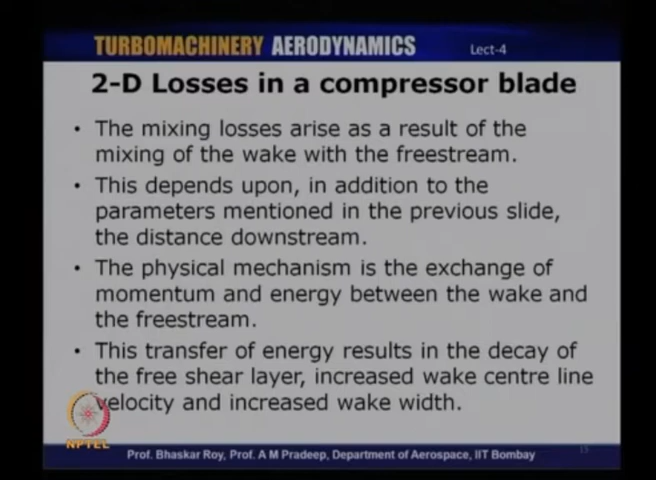 TURBOMACHINERY AERODYNAMICS Lect-4
2-D Losses in a compressor blade
• The mixing losses arise as a result of the
mixing of the wake with the freestream.
• This depends upon, in addition to the
parameters mentioned in the previous slide,
the distance downstream.
• The physical mechanism is the exchange of
momentum and energy between the wake and
the freestream.
• This transfer of energy results in the decay of
the free shear layer, increased wake centre line
velocity and increased wake width.
NPTEL
Prof. Bhaskar Roy, Prof. A M Pradeep, Department of Aerospace, IIT Bombay
15